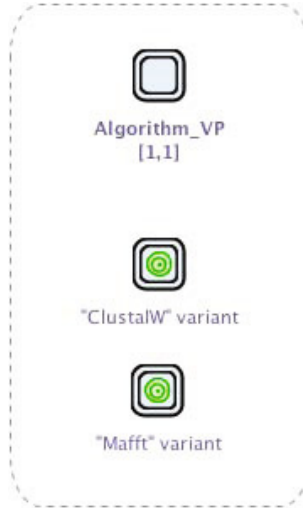 Algorithm_VP
[1,1]
"ClustalW" variant
"Mafft" variant